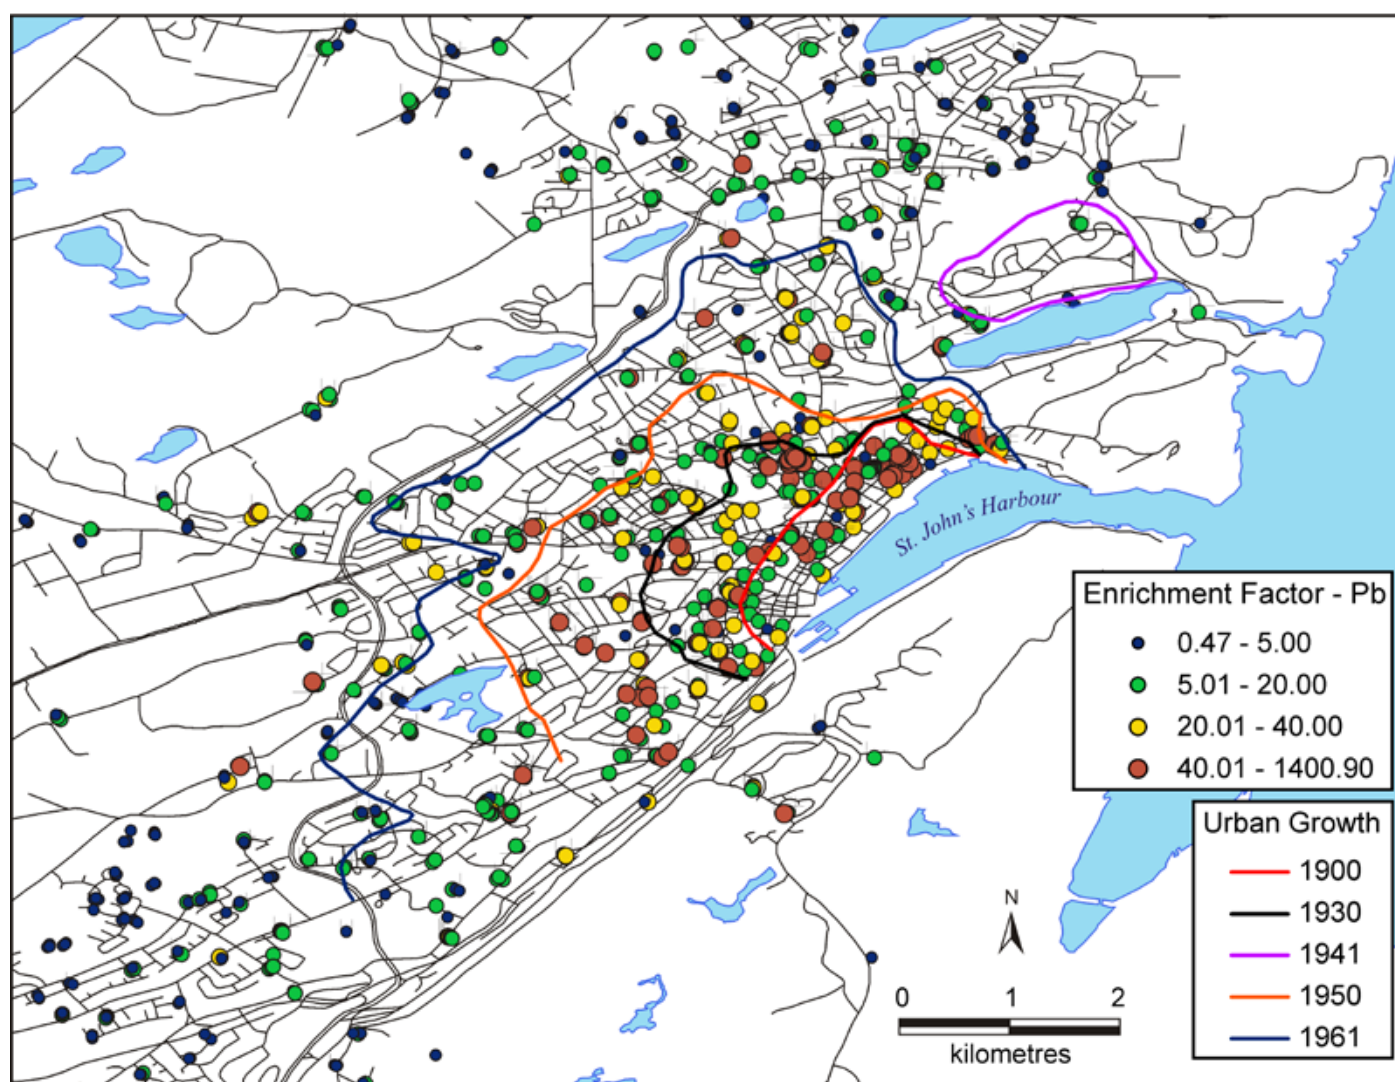 St. John's Harbour
Enrichment Factor - Pb
0.47 - 5.00
5.01 - 20.00
20.01 - 40.00
40.01 - 1400.90
Urban Growth
1900
1930
1941
1950
1961
N
0 1 2
kilometres